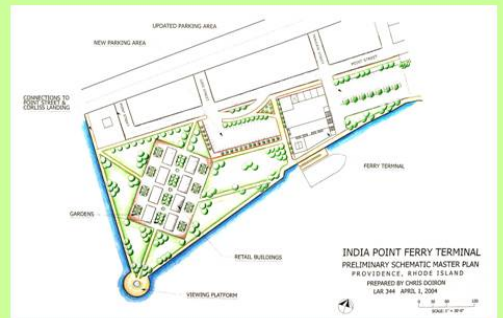 UPDATED PARKING AREA
NEW PARKING AREA
CONNECTIONS TO
POINT STREET &
CORLISS LANDING
FERRY TERMINAL
GARDENS
RETAIL BUILDINGS
VIEWING PLATFORM
INDIA POINT FERRY TERMINAL
PRELIMINARY SCHEMATIC MASTER PLAN
PROVIDENCE, RHODE ISLAND
PREPARED BY CHRIS
LAR 344 APRIL 1, 2004